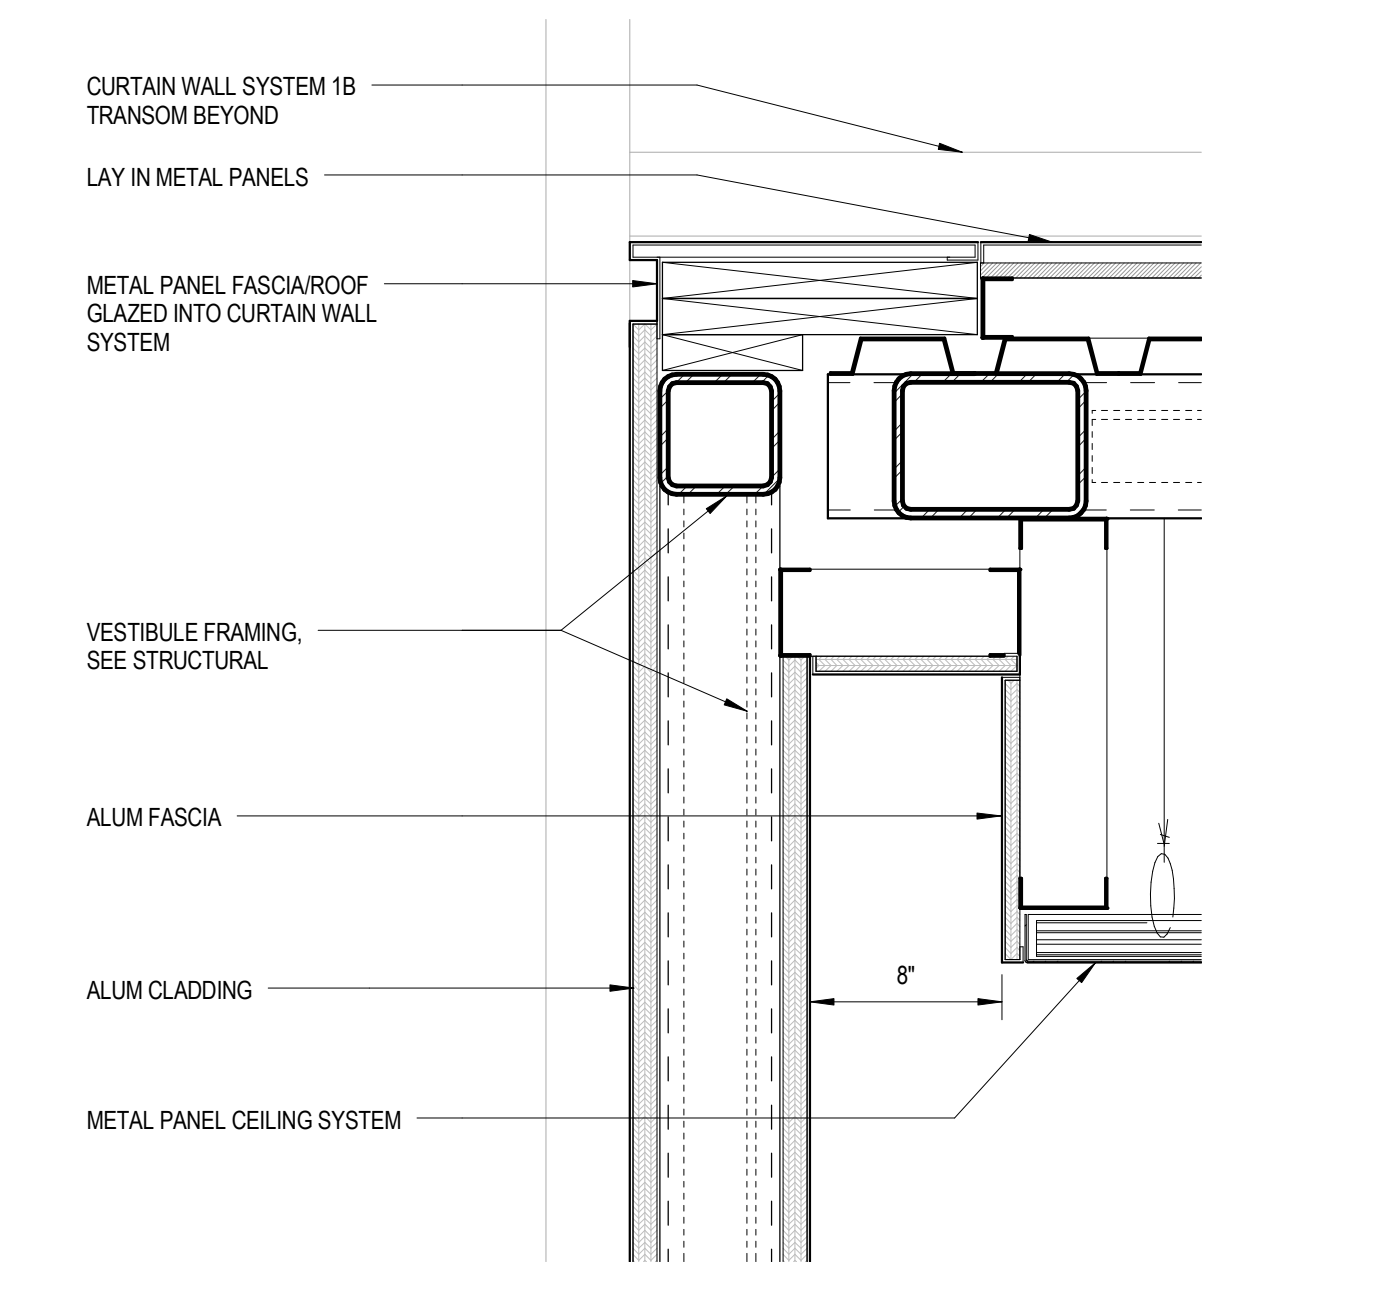 CURTAIN WALL SYSTEM 1B
TRANSOM BEYOND
LAY IN METAL PANELS
METAL PANEL FASCIA/ROOF
GLAZED INTO CURTAIN WALL
SYSTEM
VESTIBULE FRAMING,
SEE STRUCTURAL
ALUM FASCIA
ALUM CLADDING
8"
METAL PANEL CEILING SYSTEM